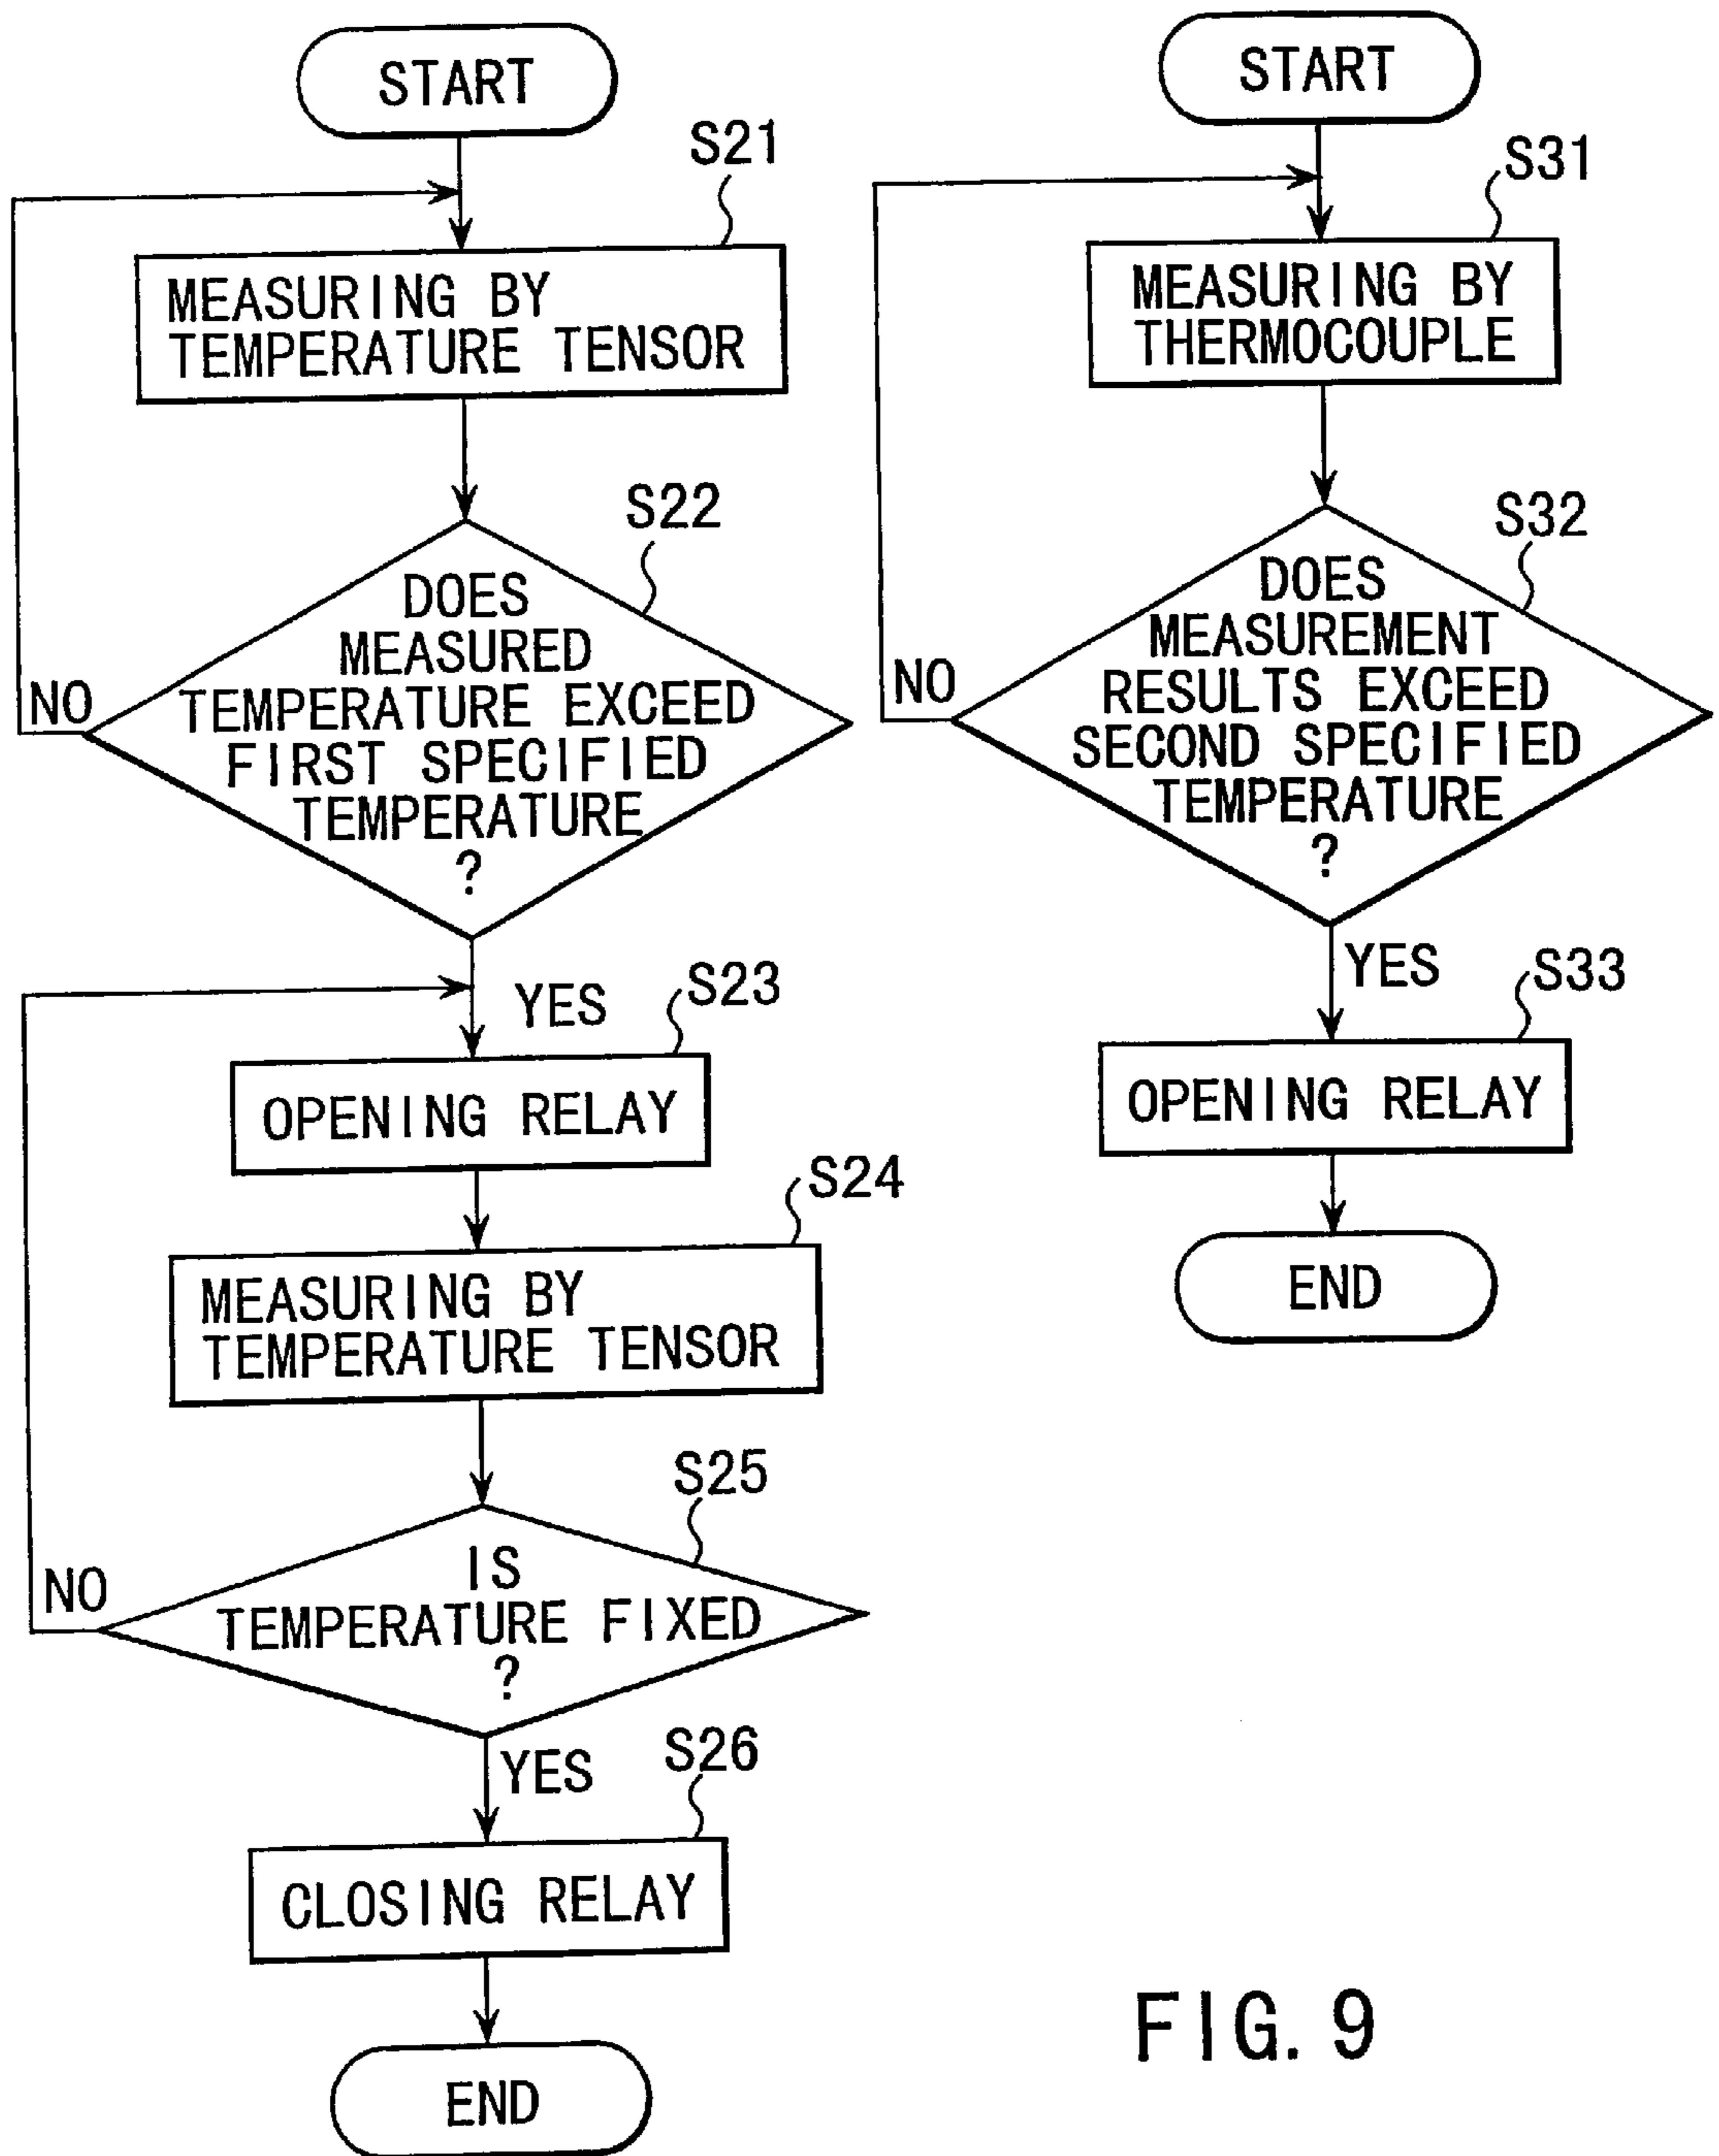 START
S21
MEASURING BY
TEMPERATURE TENSOR
S22
DOES
MEASURED
TEMPERATURE EXCEED
FIRST SPECIFIED
TEMPERATURE
?
NO
YES
S23
OPENING RELAY
S24
MEASURING BY
TEMPERATURE TENSOR
S25
IS
TEMPERATURE FIXED
?
NO
YES
S26
CLOSING RELAY
END
START
S31
MEASURING BY
THERMOCOUPLE
S32
DOES
MEASUREMENT
RESULTS EXCEED
SECOND SPECIFIED
TEMPERATURE
?
NO
YES
S33
OPENING RELAY
END
FIG. 9